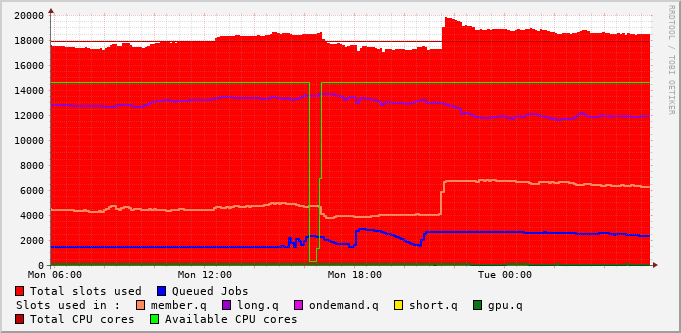 20000
18000
16000
14000
12000
10000
8000
6000
4000
2000
0
Mon 06:00 Mon 12:00 Mon 18:00 Tue 00:00
Total slots used Queued Jobs
Slots used in : member.q long.q ondemand.q short.q gpu.q
Total CPU cores Available CPU cores
RRDTOOL / TOBI OETIKER